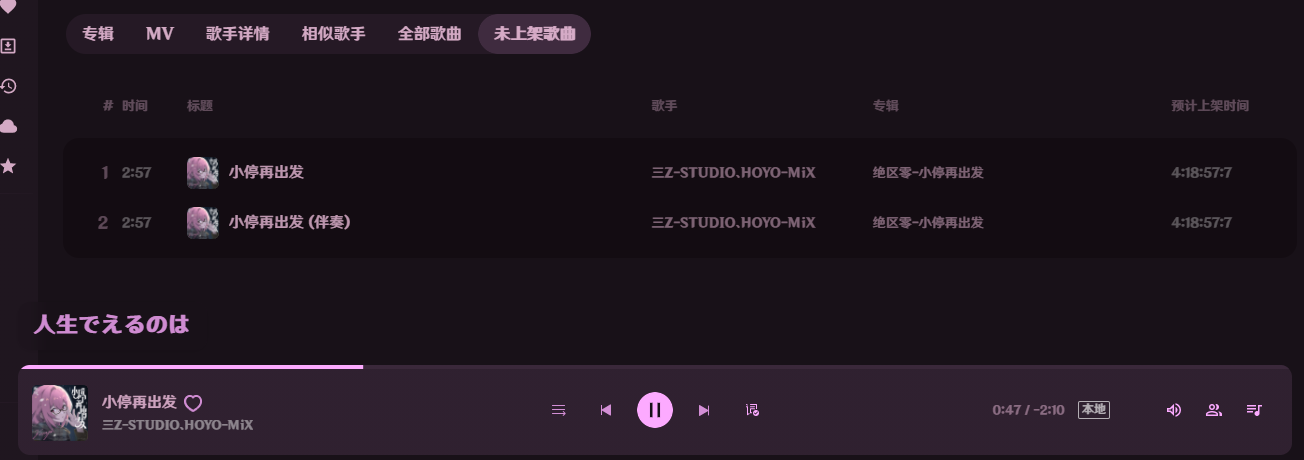 专辑 MV 歌手详情 相似歌手 全部歌曲 未上架歌曲
# 时间 标题 歌手 专辑 预计上架时间
1 2:57 小停再出发 三Z-STUDIO、HOYO-MiX 绝区零-小停再出发 4:18:57:7
2 2:57 小停再出发 (伴奏) 三Z-STUDIO、HOYO-MiX 绝区零-小停再出发 4:18:57:7
人生でえるのは
小停再出发
三Z-STUDIO、HOYO-MiX
0:47 / -2:10 本地